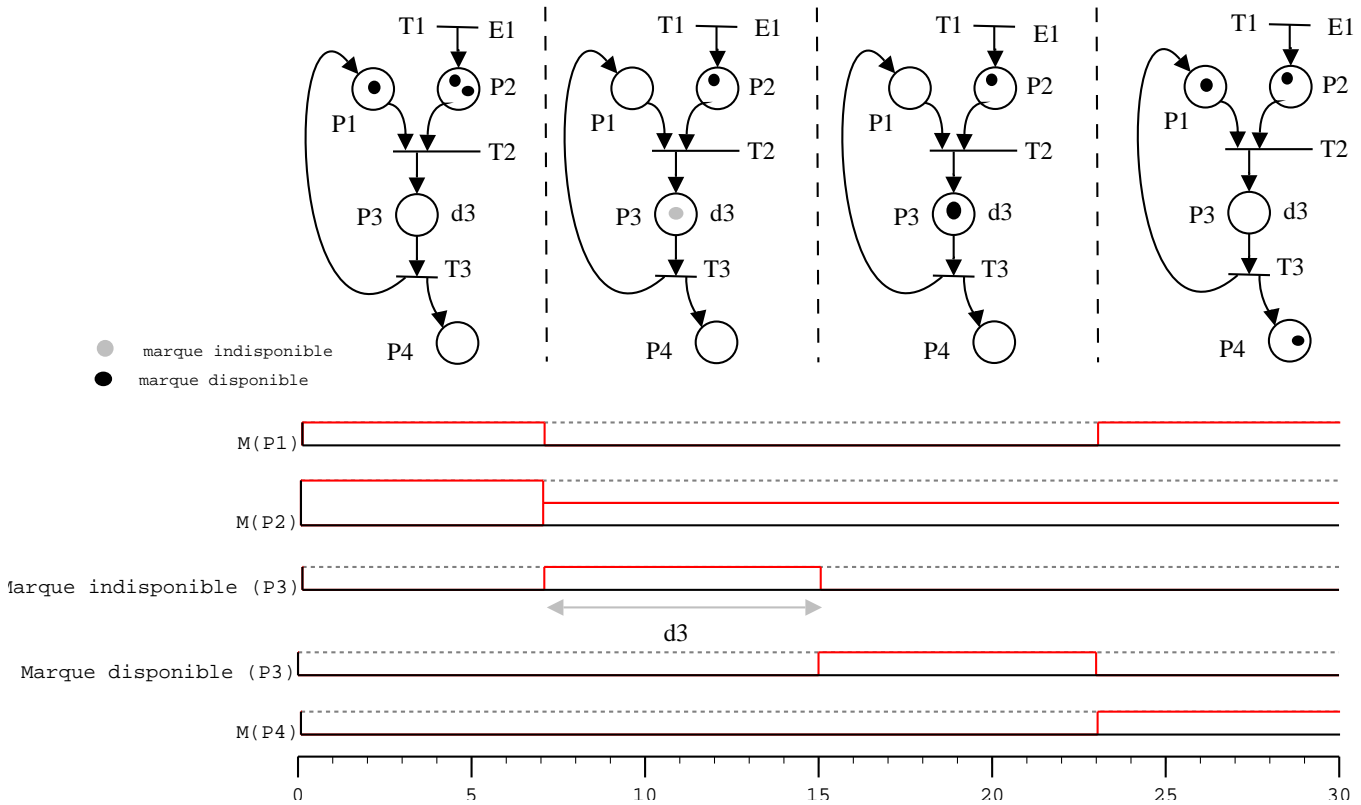 T1 E1 T1 E1 T1 E1 T1 E1
P2 P2 P2 P2
P1 P1 P1 P1
T2 T2 T2 T2
P3 d3 P3 d3 P3 d3 P3 d3
T3 T3 T3 T3
P4 P4 P4 P4
marque indisponible
marque disponible
M(P1)
M(P2)
Marque indisponible (P3)
d3
Marque disponible (P3)
M(P4)
0 5 10 15 20 25 30